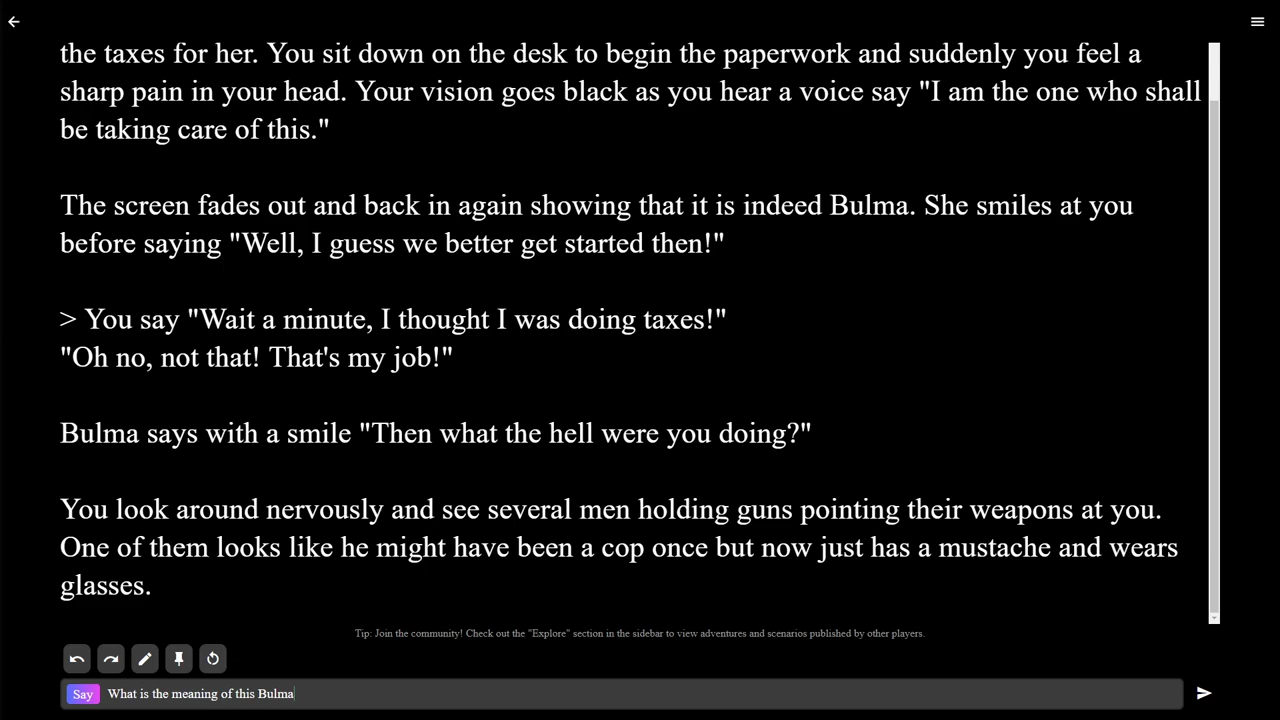 the taxes for her. You sit down on the desk to begin the paperwork and suddenly you feel a
sharp pain in your head. Your vision goes black as you hear a voice say "I am the one who shall
be taking care of this."
The screen fades out and back in again showing that it is indeed Bulma. She smiles at you
before saying "Well, I guess we better get started then!"
> You say "Wait a minute, I thought I was doing taxes!"
"Oh no, not that! That's my job!"
Bulma says with a smile "Then what the hell were you doing?"
You look around nervously and see several men holding guns pointing their weapons at you.
One of them looks like he might have been a cop once but now just has a mustache and wears
glasses.
Tip: Join the community! Check out the "Explore" section in the sidebar to view adventures and scenarios published by other players.
Say What is the meaning of this Bulma